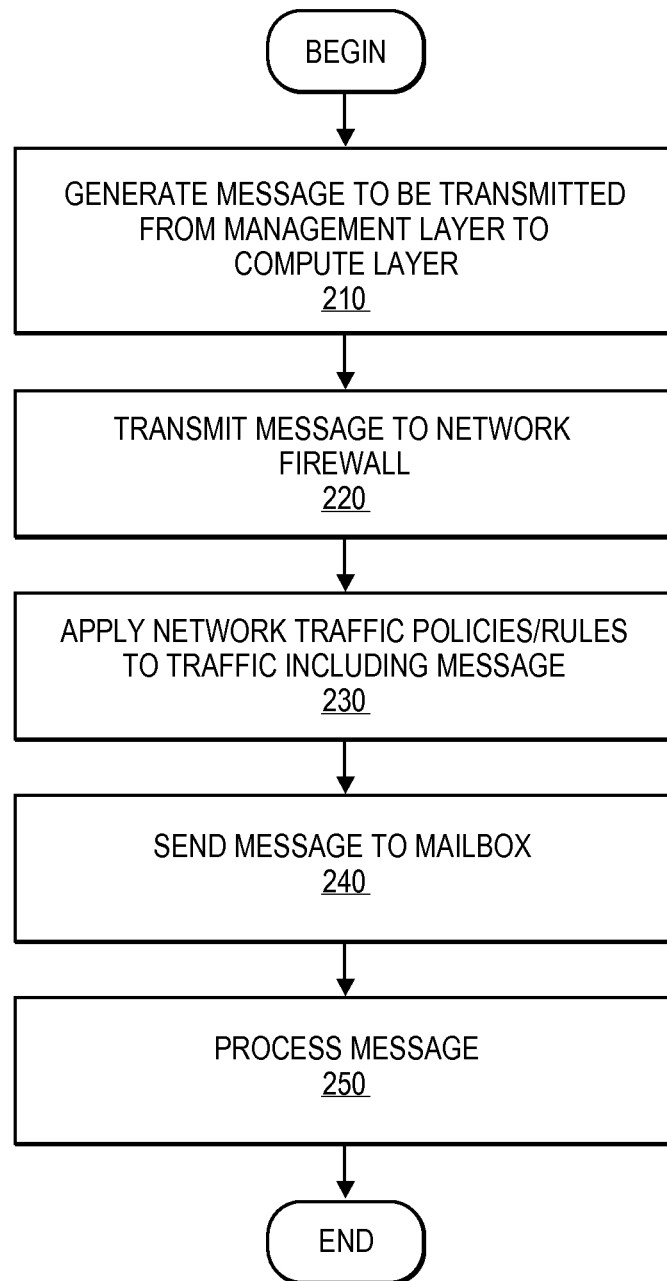 BEGIN
GENERATE MESSAGE TO BE TRANSMITTED
FROM MANAGEMENT LAYER TO
COMPUTE LAYER
210
TRANSMIT MESSAGE TO NETWORK
FIREWALL
220
APPLY NETWORK TRAFFIC POLICIES/RULES
TO TRAFFIC INCLUDING MESSAGE
230
SEND MESSAGE TO MAILBOX
240
PROCESS MESSAGE
250
END